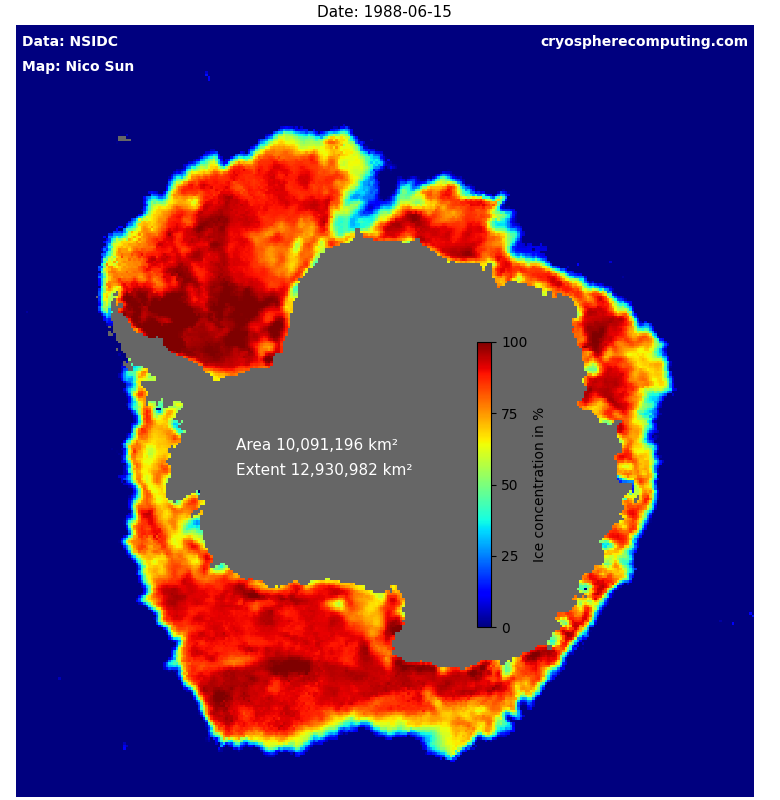 Date: 1988-06-15
Data: NSIDC
cryospherecomputing.com
Map: Nico Sun
100
75
50
25
0
Ice concentration in %
Area 10,091,196 km²
Extent 12,930,982 km²